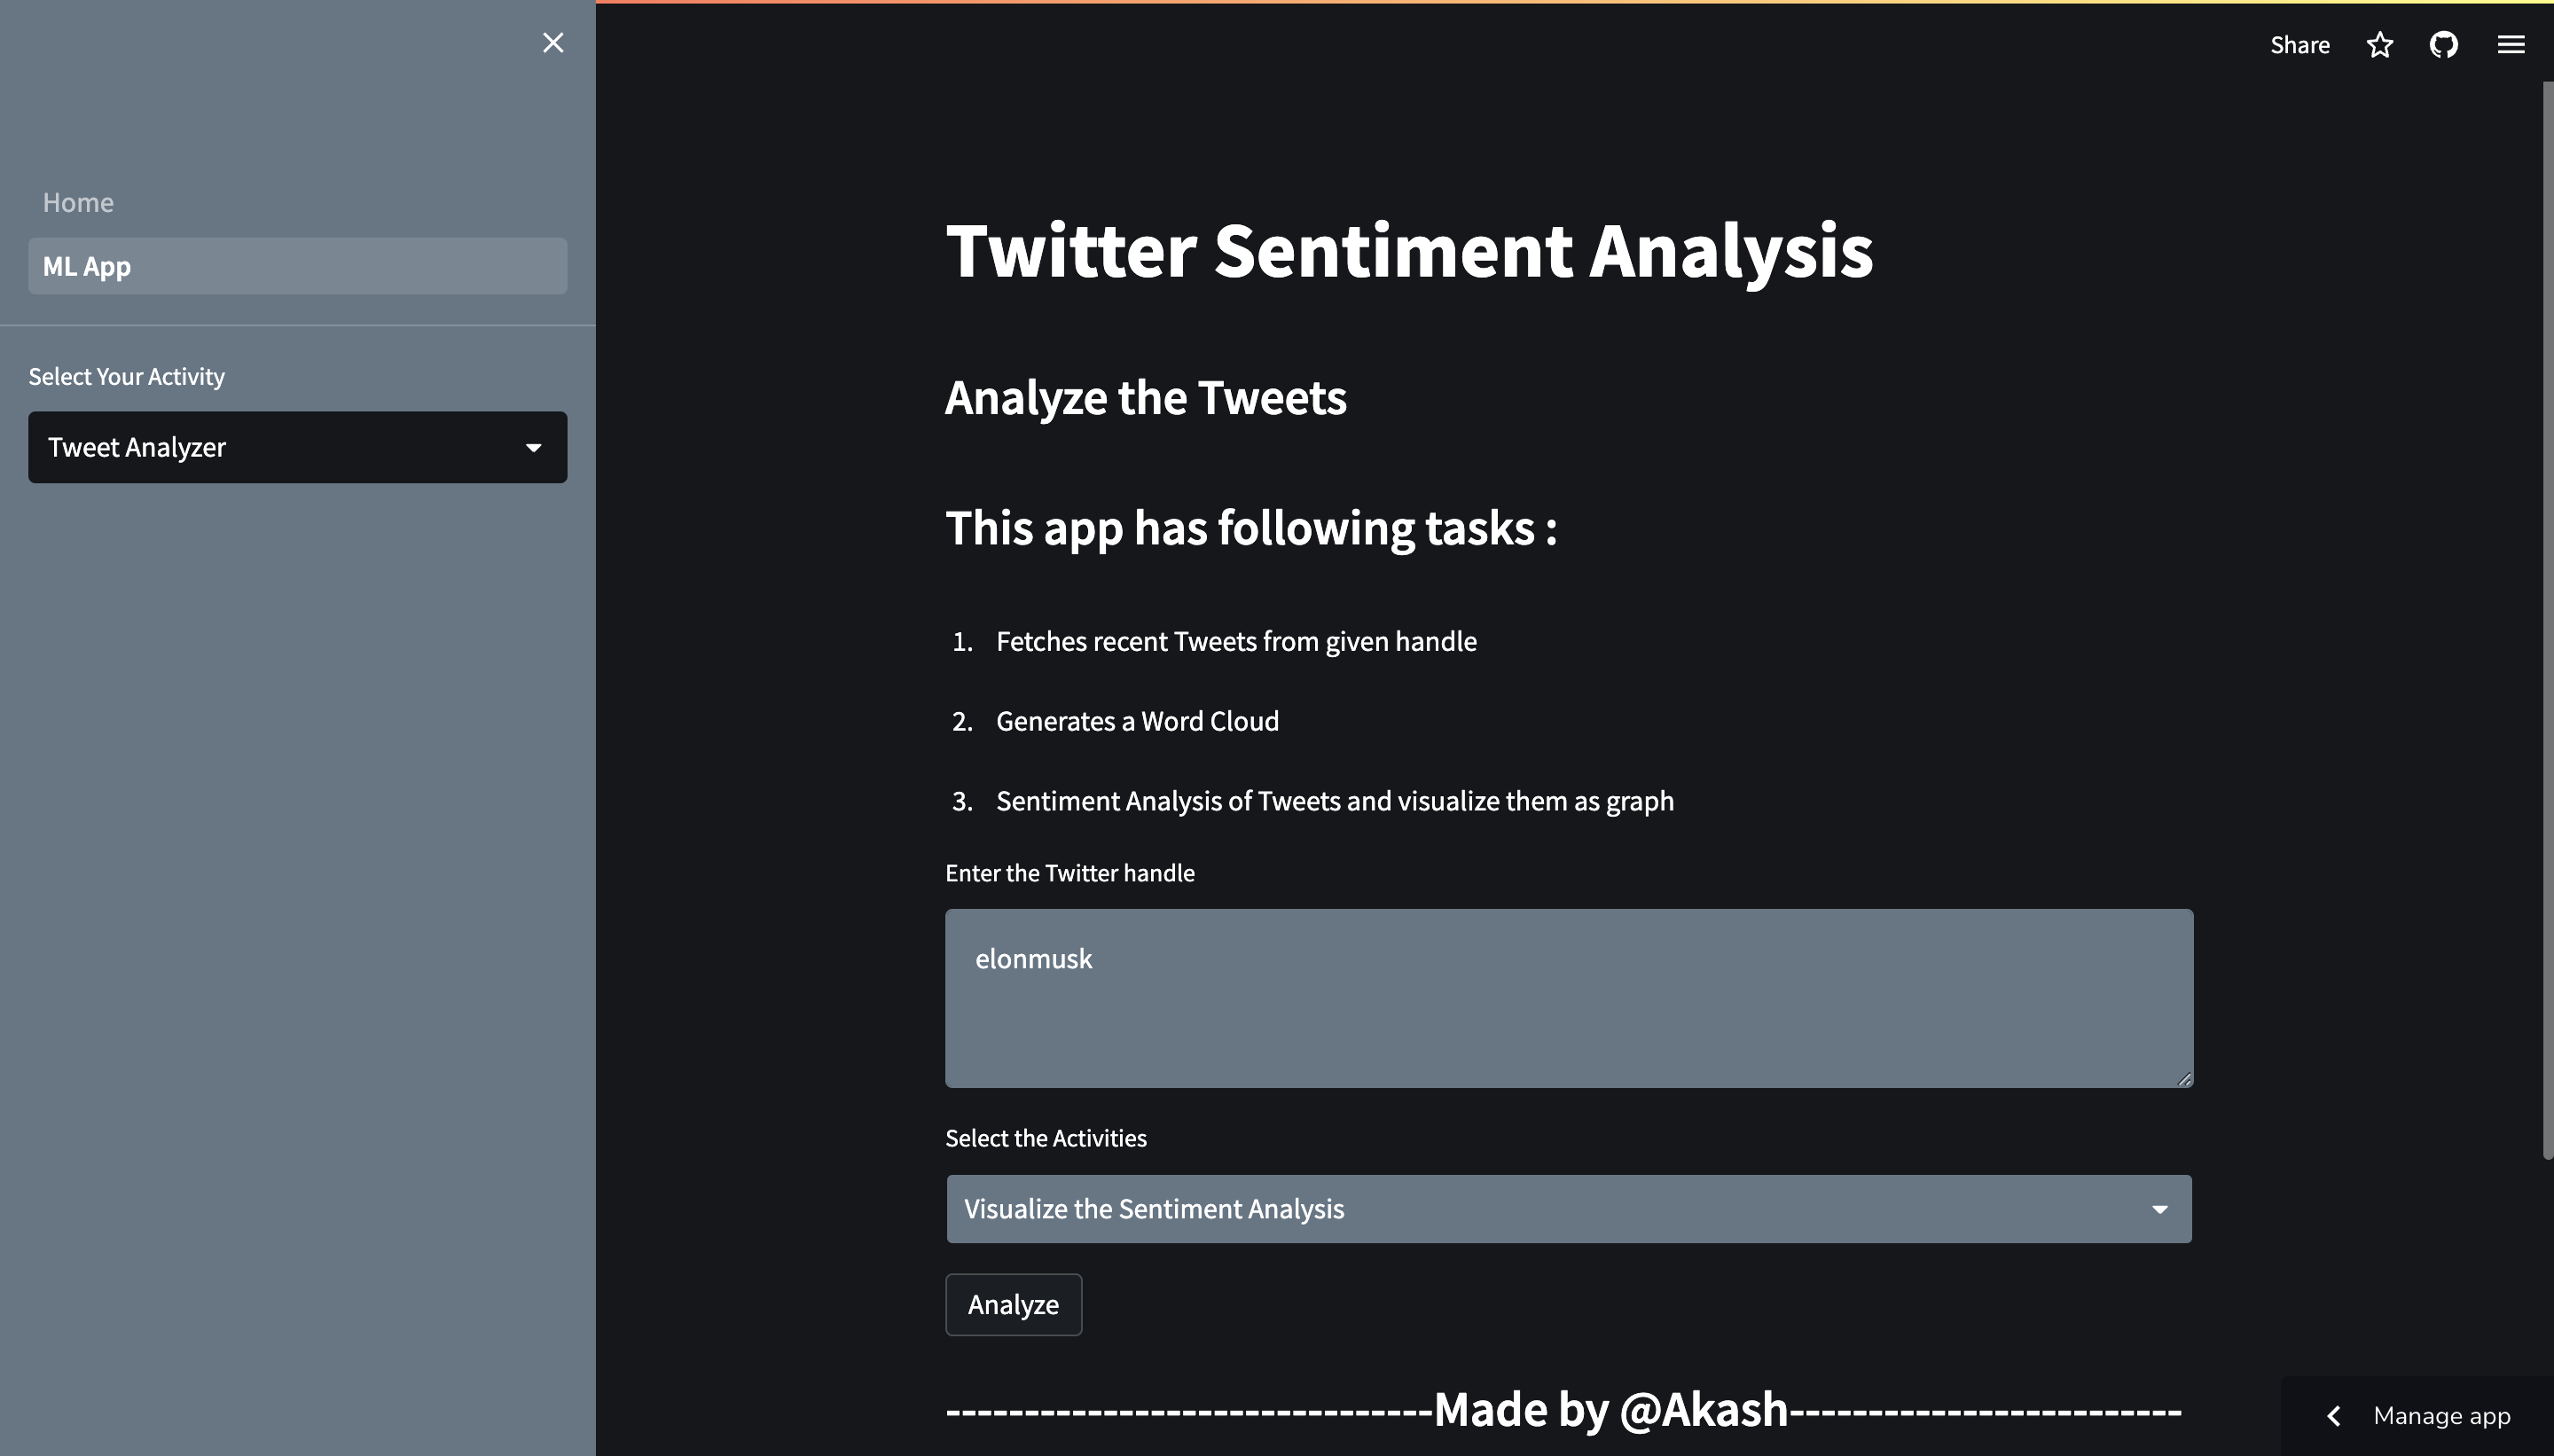 Share
Home
ML App
Select Your Activity
Tweet Analyzer
Twitter Sentiment Analysis
Analyze the Tweets
This app has following tasks :
1. Fetches recent Tweets from given handle
2. Generates a Word Cloud
3. Sentiment Analysis of Tweets and visualize them as graph
Enter the Twitter handle
elonmusk
Select the Activities
Visualize the Sentiment Analysis
Analyze
-------------------------------Made by @Akash-------------------------
Manage app